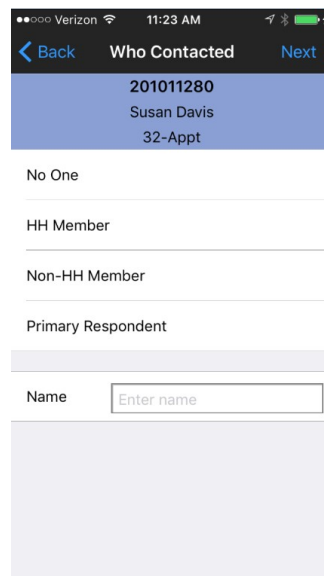 Verizon 11:23 AM
Back Who Contacted Next
201011280
Susan Davis
32-Appt
No One
HH Member
Non-HH Member
Primary Respondent
Name Enter name